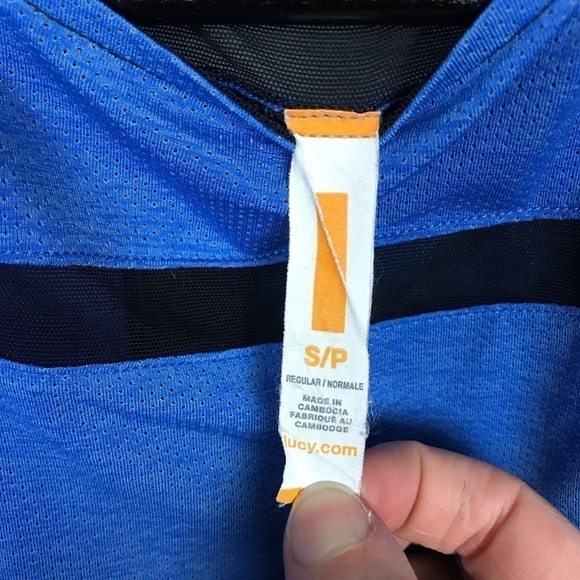 S/P
REGULAR / NORMALE
MADE IN
CAMBODIA
FABRIQUÉ AU
CAMBODGE
lucy.com